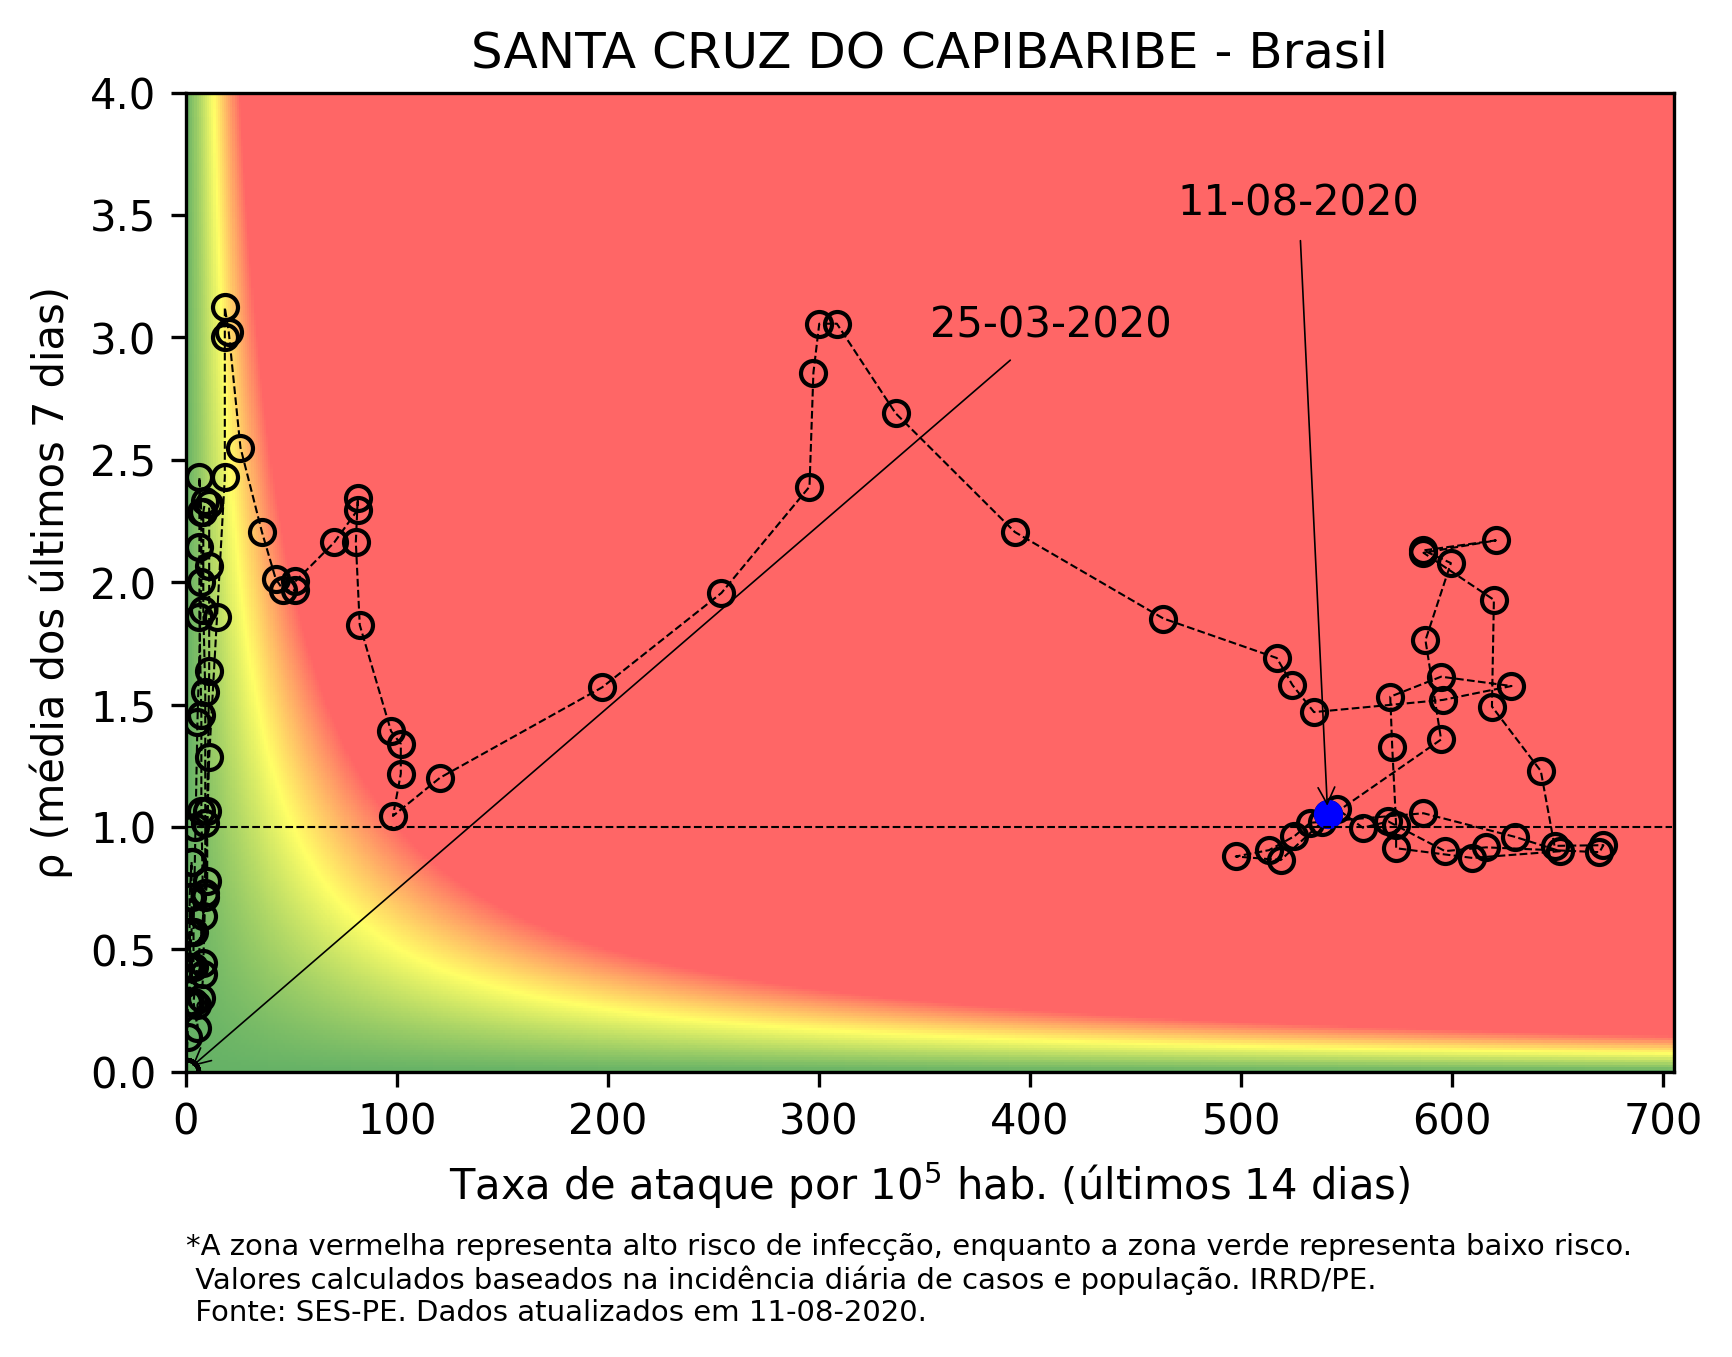 SANTA CRUZ DO CAPIBARIBE - Brasil
4.0
3.5
3.0
2.5
2.0
1.5
1.0
0.5
0.0
ρ (média dos últimos 7 dias)
11-08-2020
25-03-2020
0 100 200 300 400 500 600 700
Taxa de ataque por 10⁵ hab. (últimos 14 dias)
*A zona vermelha representa alto risco de infecção, enquanto a zona verde representa baixo risco.
Valores calculados baseados na incidência diária de casos e população. IRRD/PE.
Fonte: SES-PE. Dados atualizados em 11-08-2020.